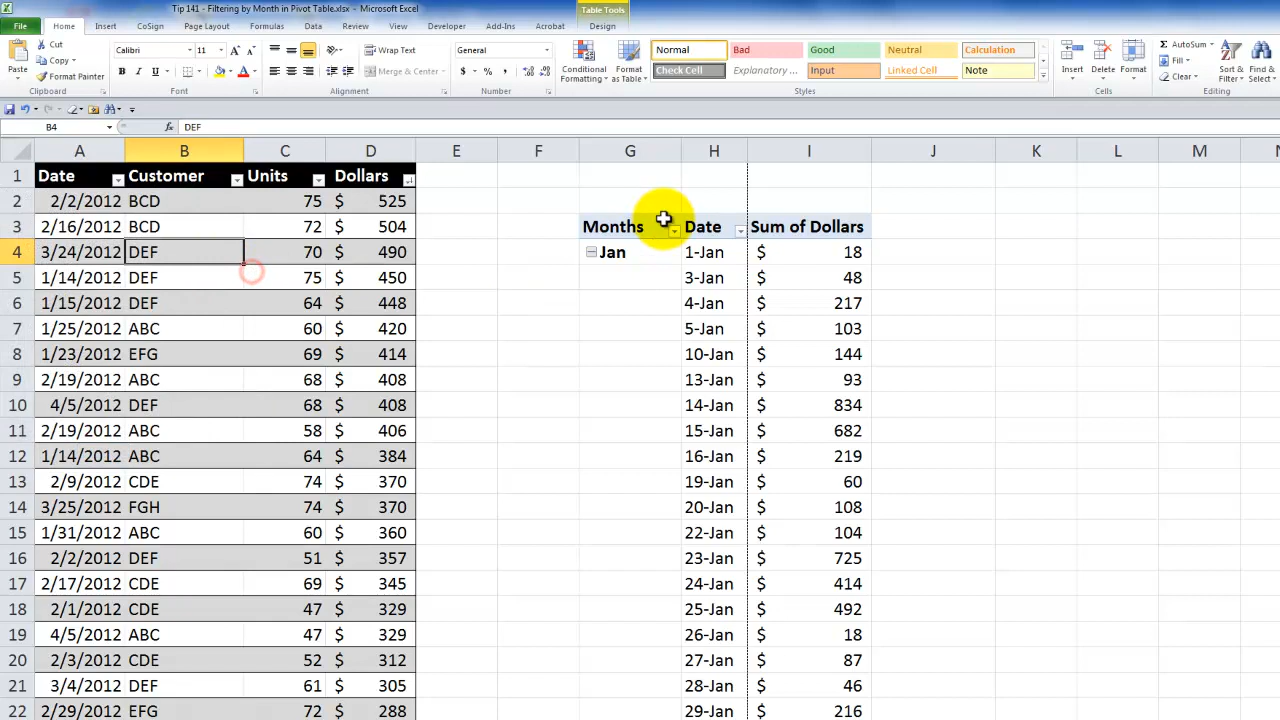 Tip 141 - Filtering by Month in Pivot Table.xlsx - Microsoft Excel
Table Tools
File Home Insert CoSign Page Layout Formulas Data Review View Developer Add-Ins Acrobat Design
Cut
Copy
Format Painter
Paste
Clipboard
Calibri 11
B I U
Font
Wrap Text
Merge & Center
Alignment
General
$ % ,
Number
Conditional Formatting
Format as Table
Normal Bad Good Neutral Calculation
Check Cell Explanatory ... Input Linked Cell Note
Styles
Insert Delete Format
Cells
AutoSum
Fill
Clear
Sort & Filter
Find & Select
Editing
B4 fx DEF
A B C D E F G H I J K L M N
1 Date Customer Units Dollars
2 2/2/2012 BCD 75 $ 525
3 2/16/2012 BCD 72 $ 504 Months Date Sum of Dollars
4 3/24/2012 DEF 70 $ 490 Jan 1-Jan $ 18
5 1/14/2012 DEF 75 $ 450 3-Jan $ 48
6 1/15/2012 DEF 64 $ 448 4-Jan $ 217
7 1/25/2012 ABC 60 $ 420 5-Jan $ 103
8 1/23/2012 EFG 69 $ 414 10-Jan $ 144
9 2/19/2012 ABC 68 $ 408 13-Jan $ 93
10 4/5/2012 DEF 68 $ 408 14-Jan $ 834
11 2/19/2012 ABC 58 $ 406 15-Jan $ 682
12 1/14/2012 ABC 64 $ 384 16-Jan $ 219
13 2/9/2012 CDE 74 $ 370 19-Jan $ 60
14 3/25/2012 FGH 74 $ 370 20-Jan $ 108
15 1/31/2012 ABC 60 $ 360 22-Jan $ 104
16 2/2/2012 DEF 51 $ 357 23-Jan $ 725
17 2/17/2012 CDE 69 $ 345 24-Jan $ 414
18 2/1/2012 CDE 47 $ 329 25-Jan $ 492
19 4/5/2012 ABC 47 $ 329 26-Jan $ 18
20 2/3/2012 CDE 52 $ 312 27-Jan $ 87
21 3/4/2012 DEF 61 $ 305 28-Jan $ 46
22 2/29/2012 EFG 72 $ 288 29-Jan $ 216